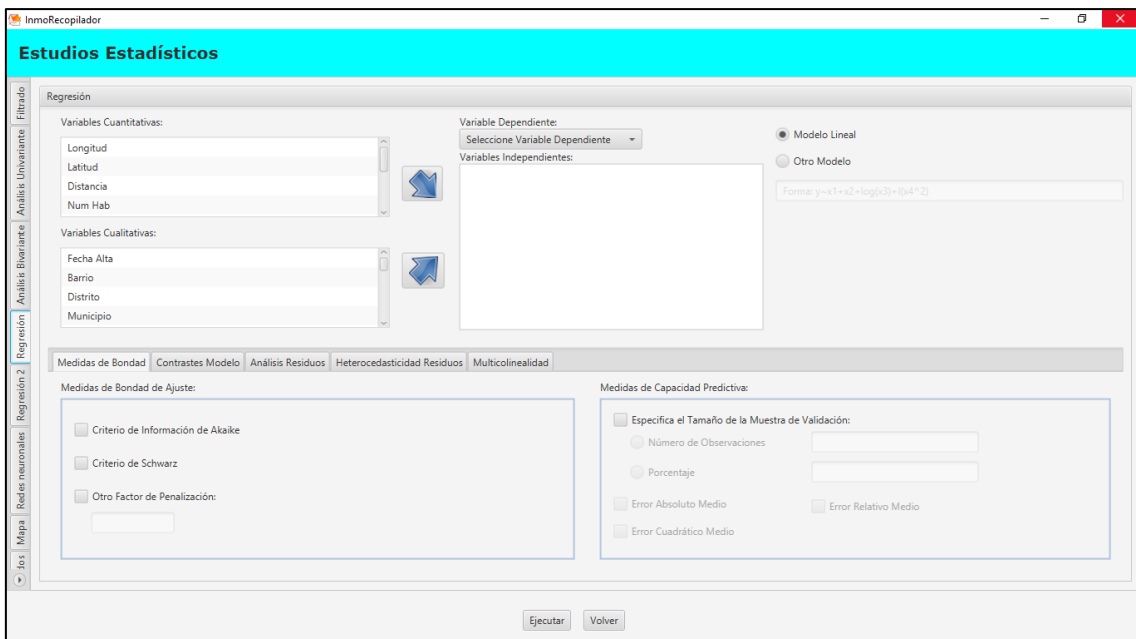 InmoRecopilador
Estudios Estadísticos
Filtrado
Análisis Univariante
Análisis Bivariante
Regresión
Regresión 2
Redes neuronales
Mapa
dos
Regresión
Variables Cuantitativas:
Longitud
Latitud
Distancia
Num Hab
Variables Cualitativas:
Fecha Alta
Barrio
Distrito
Municipio
Variable Dependiente:
Seleccione Variable Dependiente
Variables Independientes:
Modelo Lineal
Otro Modelo
Forma: y~x1+x2+log(x3)+I(x4^2)
Medidas de Bondad
Contrastes Modelo
Análisis Residuos
Heterocedasticidad Residuos
Multicolinealidad
Medidas de Bondad de Ajuste:
Criterio de Información de Akaike
Criterio de Schwarz
Otro Factor de Penalización:
Medidas de Capacidad Predictiva:
Especifica el Tamaño de la Muestra de Validación:
Número de Observaciones
Porcentaje
Error Absoluto Medio
Error Relativo Medio
Error Cuadrático Medio
Ejecutar
Volver